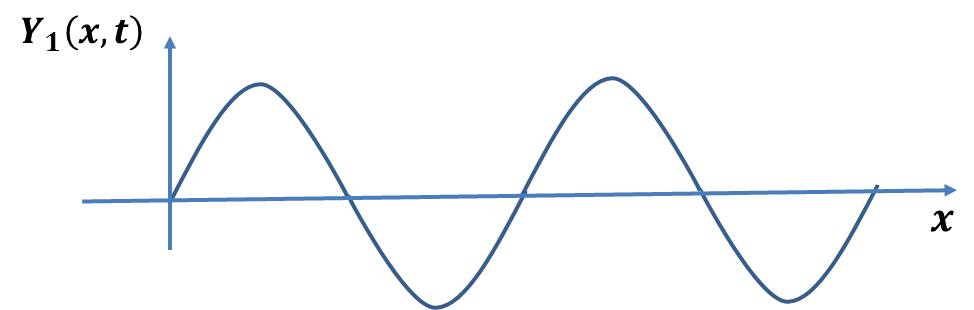 Y₁(x, t)
x